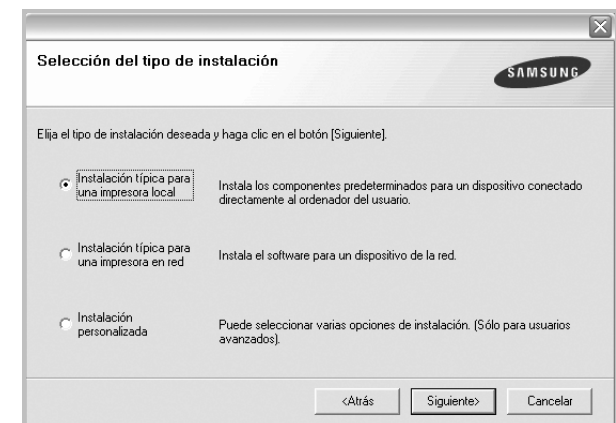 Selección del tipo de instalación
SAMSUNG
Elija el tipo de instalación deseada y haga clic en el botón [Siguiente].
Instalación típica para
una impresora local
Instala los componentes predeterminados para un dispositivo conectado
directamente al ordenador del usuario.
Instalación típica para
una impresora en red
Instala el software para un dispositivo de la red.
Instalación
personalizada
Puede seleccionar varias opciones de instalación. (Sólo para usuarios
avanzados).
<Atrás
Siguiente>
Cancelar